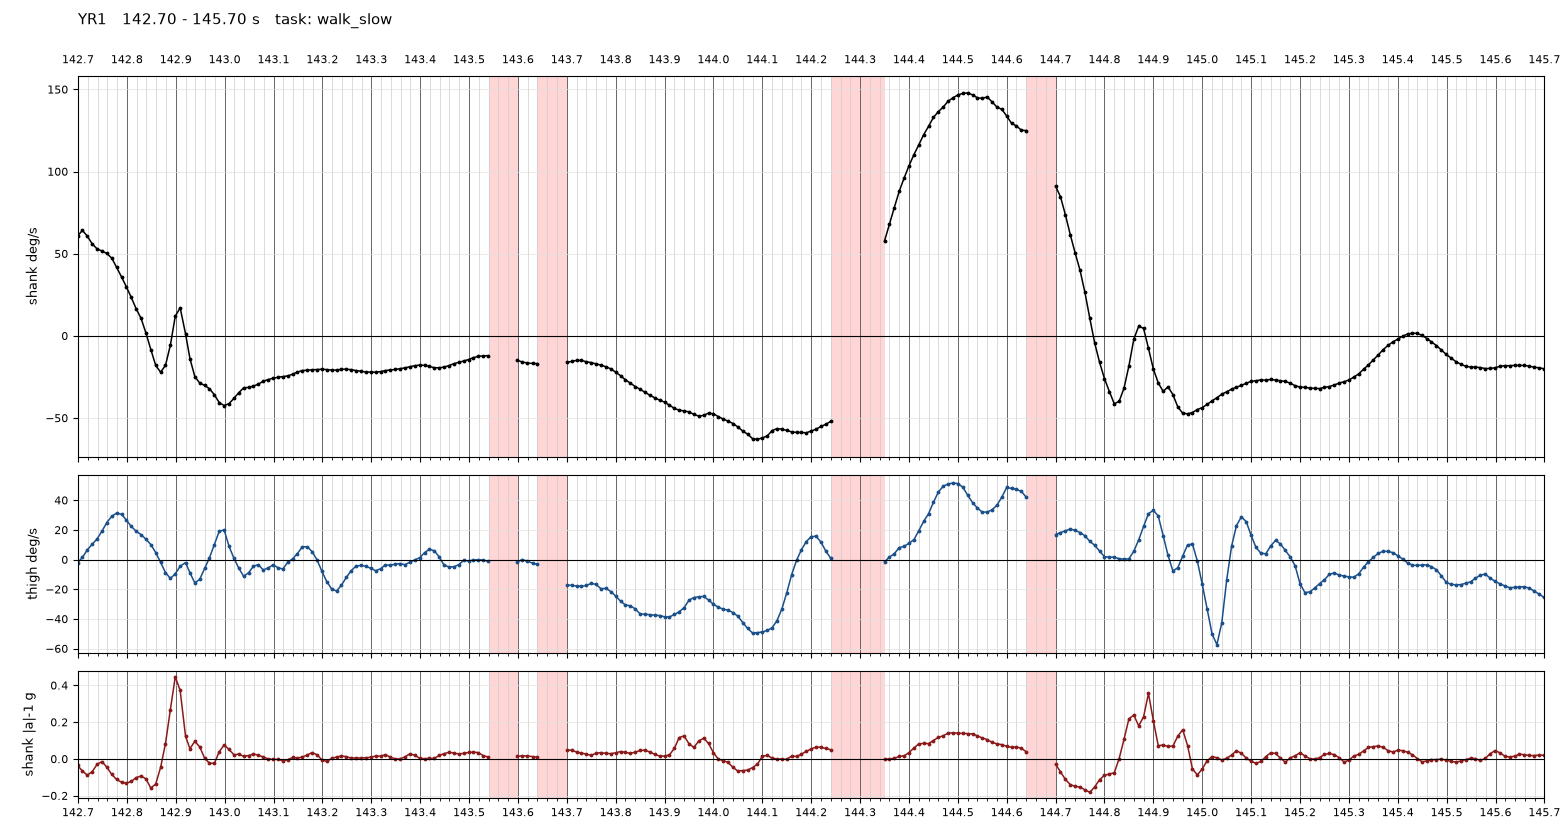 YR1   142.70 - 145.70 s   task: walk_slow
142.7 142.8 142.9 143.0 143.1 143.2 143.3 143.4 143.5 143.6 143.7 143.8 143.9 144.0 144.1 144.2 144.3 144.4 144.5 144.6 144.7 144.8 144.9 145.0 145.1 145.2 145.3 145.4 145.5 145.6 145.7
shank deg/s
150
100
50
0
−50
thigh deg/s
40
20
0
−20
−40
−60
shank |a|-1 g
0.4
0.2
0.0
−0.2
142.7 142.8 142.9 143.0 143.1 143.2 143.3 143.4 143.5 143.6 143.7 143.8 143.9 144.0 144.1 144.2 144.3 144.4 144.5 144.6 144.7 144.8 144.9 145.0 145.1 145.2 145.3 145.4 145.5 145.6 145.7